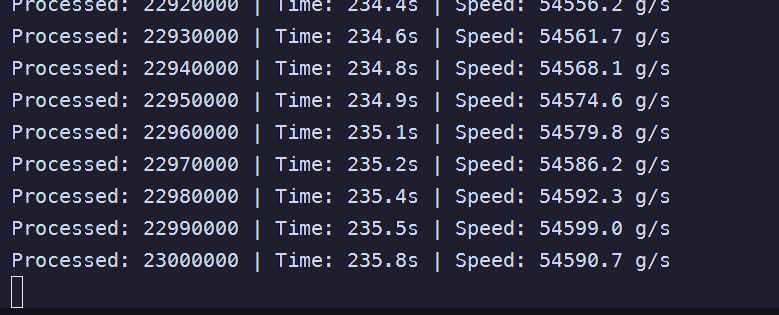 Processed: 22920000 | Time: 234.4s | Speed: 54556.2 g/s
Processed: 22930000 | Time: 234.6s | Speed: 54561.7 g/s
Processed: 22940000 | Time: 234.8s | Speed: 54568.1 g/s
Processed: 22950000 | Time: 234.9s | Speed: 54574.6 g/s
Processed: 22960000 | Time: 235.1s | Speed: 54579.8 g/s
Processed: 22970000 | Time: 235.2s | Speed: 54586.2 g/s
Processed: 22980000 | Time: 235.4s | Speed: 54592.3 g/s
Processed: 22990000 | Time: 235.5s | Speed: 54599.0 g/s
Processed: 23000000 | Time: 235.8s | Speed: 54590.7 g/s